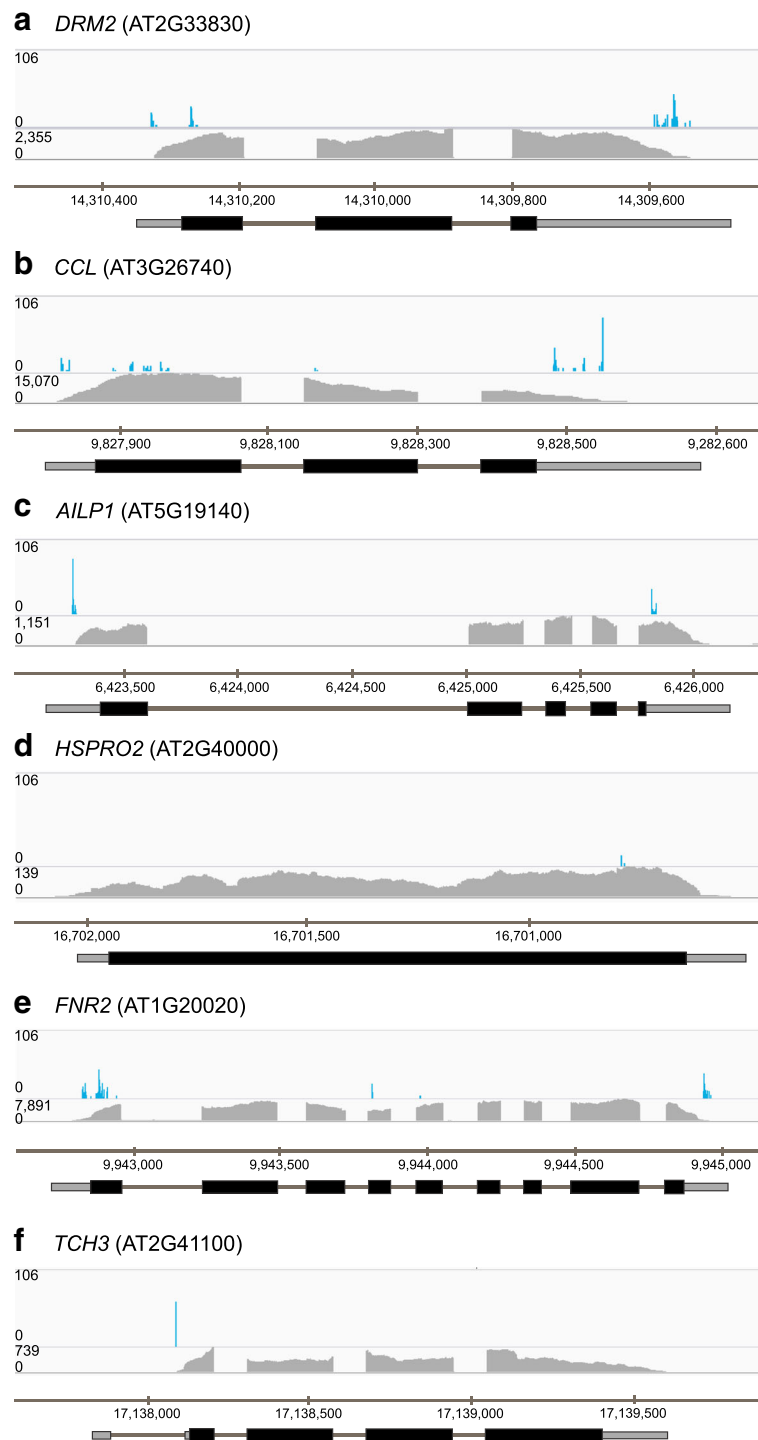 a DRM2 (AT2G33830)
106
0
2,355
0
14,310,400 14,310,200 14,310,000 14,309,800 14,309,600
b CCL (AT3G26740)
106
0
15,070
0
9,827,900 9,828,100 9,828,300 9,828,500 9,282,600
c AILP1 (AT5G19140)
106
0
1,151
0
6,423,500 6,424,000 6,424,500 6,425,000 6,425,500 6,426,000
d HSPRO2 (AT2G40000)
106
0
139
0
16,702,000 16,701,500 16,701,000
e FNR2 (AT1G20020)
106
0
7,891
0
9,943,000 9,943,500 9,944,000 9,944,500 9,945,000
f TCH3 (AT2G41100)
106
0
739
0
17,138,000 17,138,500 17,139,000 17,139,500